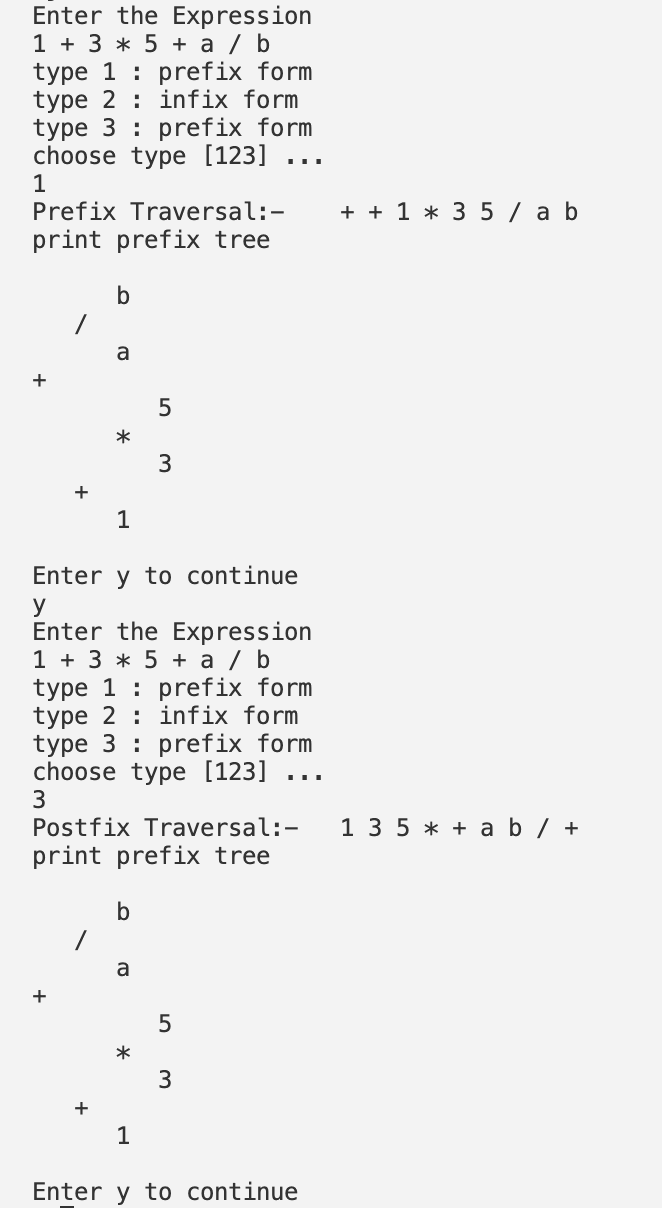 Enter the Expression
1 + 3 * 5 + a / b
type 1 : prefix form
type 2 : infix form
type 3 : prefix form
choose type [123] ...
1
Prefix Traversal:-    + + 1 * 3 5 / a b
print prefix tree

      b
   /
      a
+
         5
      *
         3
   +
      1

Enter y to continue
y
Enter the Expression
1 + 3 * 5 + a / b
type 1 : prefix form
type 2 : infix form
type 3 : prefix form
choose type [123] ...
3
Postfix Traversal:-   1 3 5 * + a b / +
print prefix tree

      b
   /
      a
+
         5
      *
         3
   +
      1

Enter y to continue